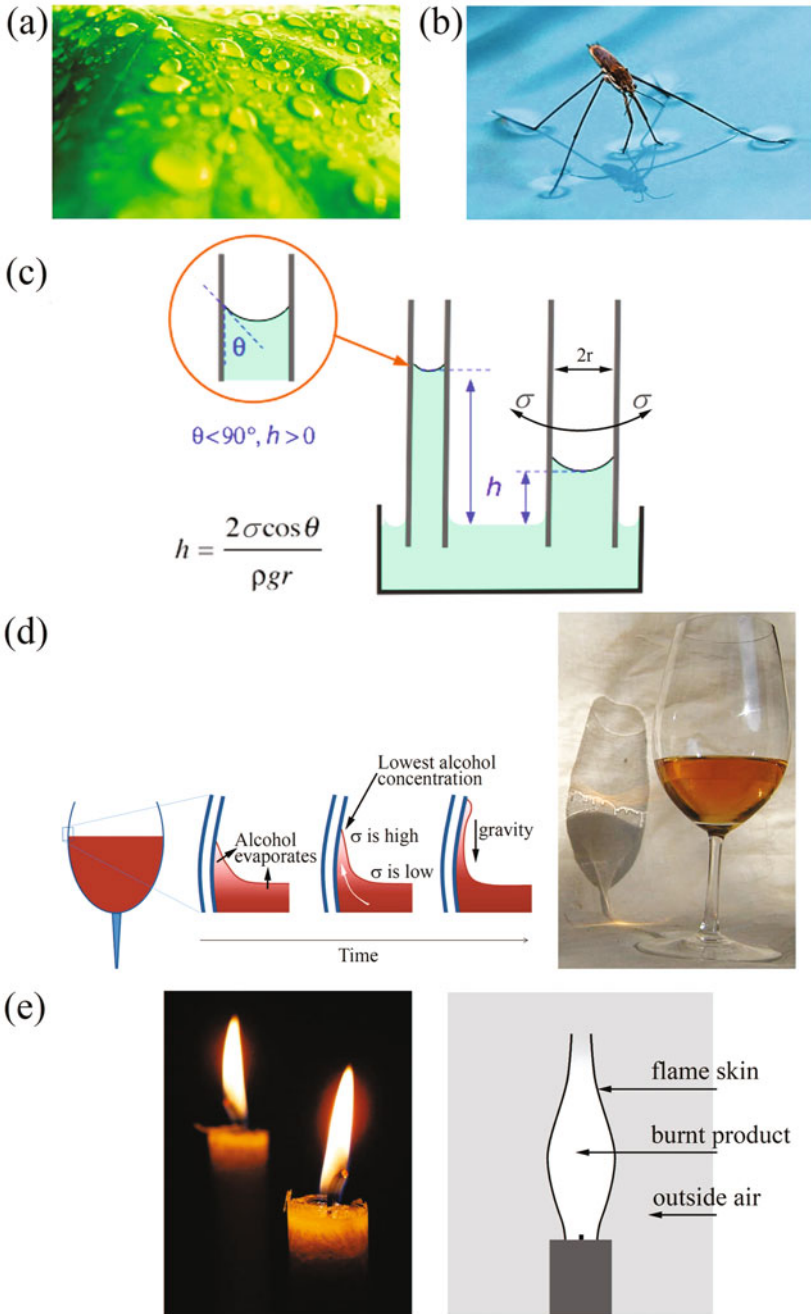 (a)
(b)
(c)
θ
θ<90°, h>0
h = 2σcosθ / ρgr
h
2r
σ
σ
(d)
Alcohol
evaporates
Lowest alcohol
concentration
σ is high
σ is low
gravity
Time
(e)
flame skin
burnt product
outside air